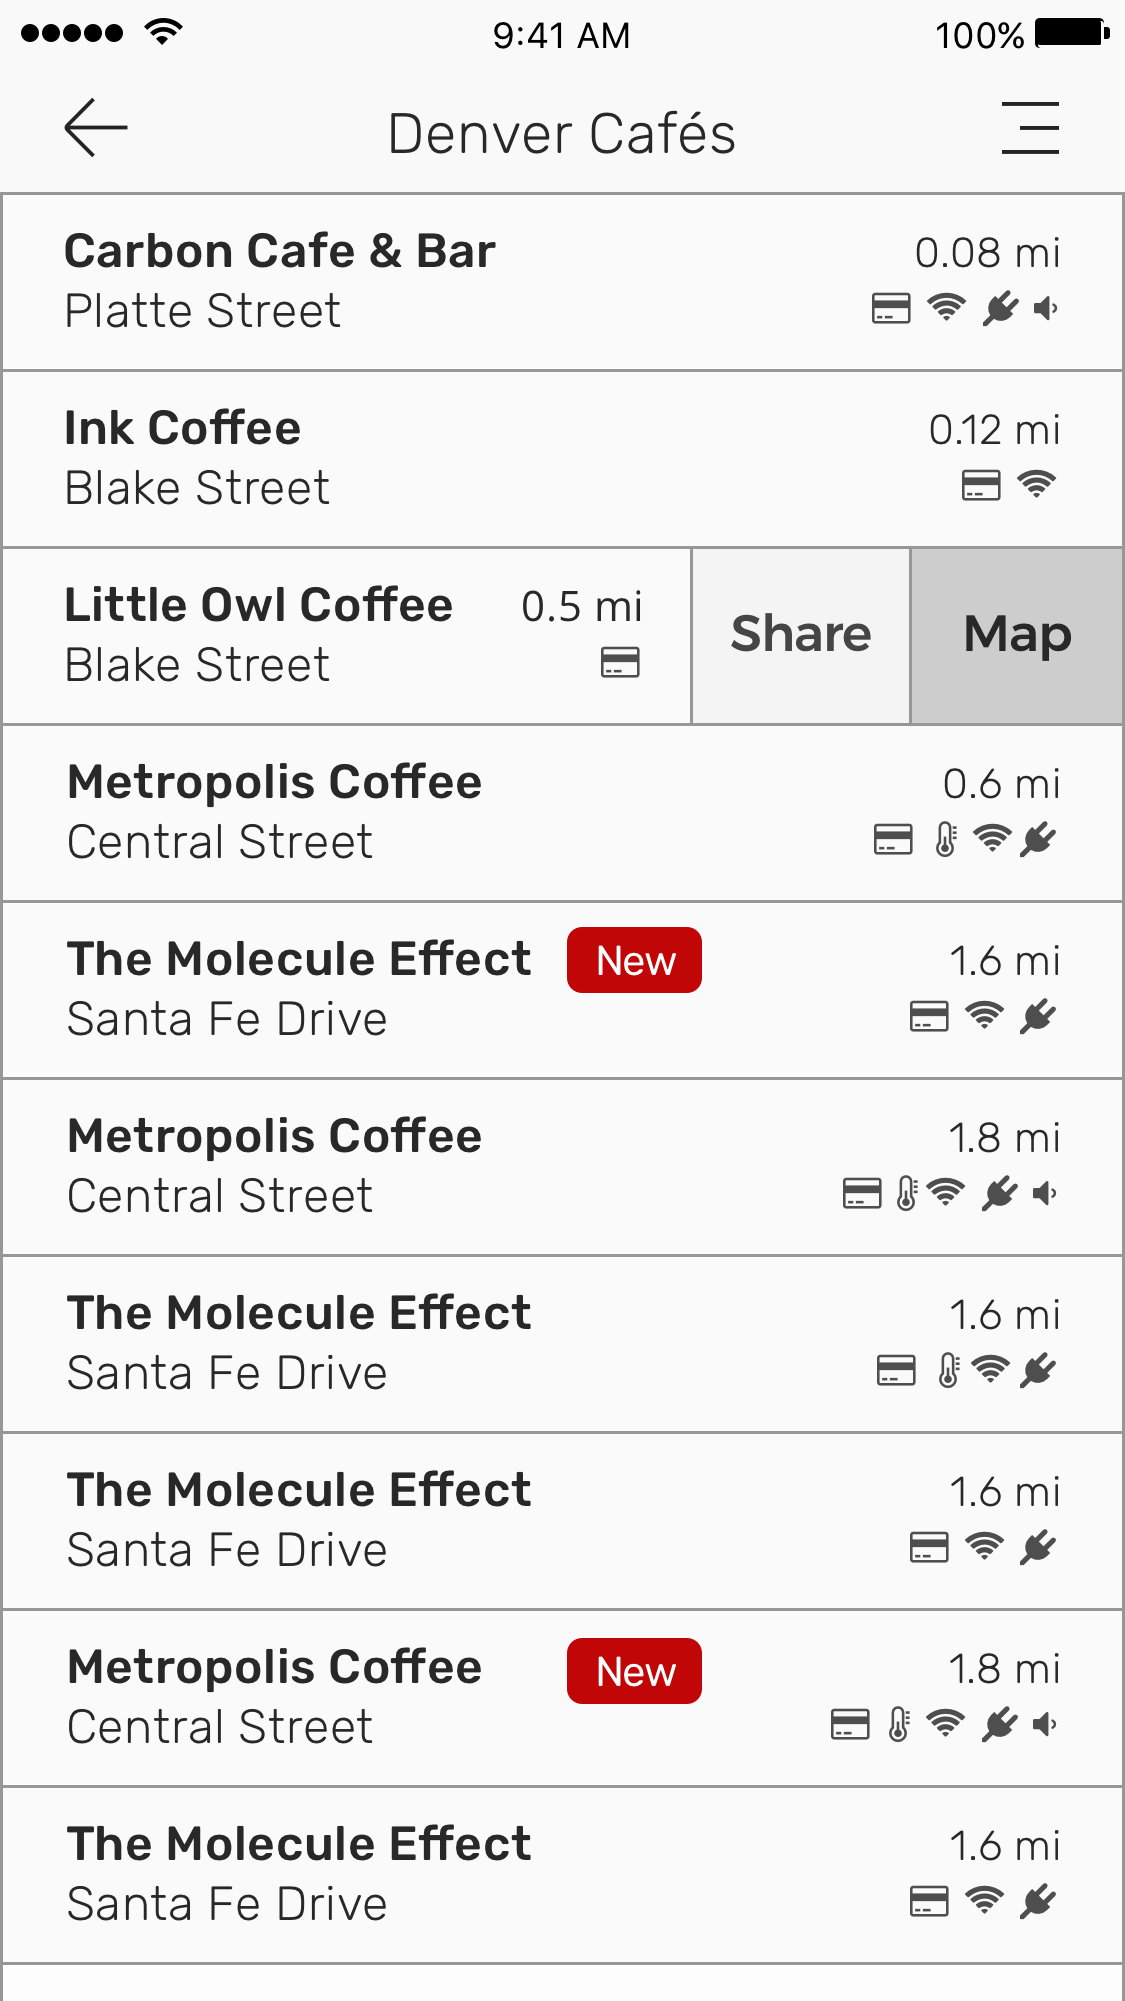 9:41 AM
100%
Denver Cafés
Carbon Cafe & Bar
0.08 mi
Platte Street
Ink Coffee
0.12 mi
Blake Street
Little Owl Coffee
0.5 mi
Blake Street
Share
Map
Metropolis Coffee
0.6 mi
Central Street
The Molecule Effect
New
1.6 mi
Santa Fe Drive
Metropolis Coffee
1.8 mi
Central Street
The Molecule Effect
1.6 mi
Santa Fe Drive
The Molecule Effect
1.6 mi
Santa Fe Drive
Metropolis Coffee
New
1.8 mi
Central Street
The Molecule Effect
1.6 mi
Santa Fe Drive